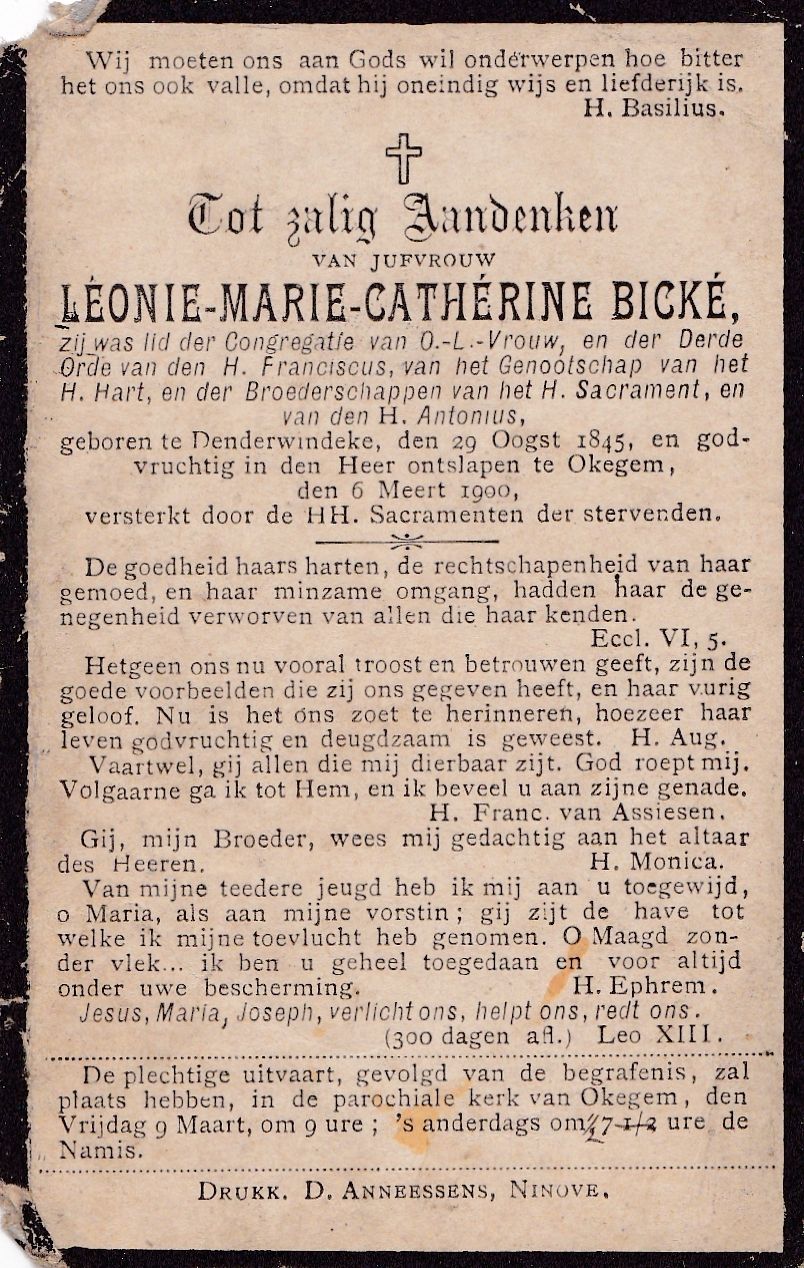 Wij moeten ons aan Gods wil onderwerpen hoe bitter
het ons ook valle, omdat hij oneindig wijs en liefderijk is.
H. Basilius.
Tot zalig Aandenken
VAN JUFVROUW
LÉONIE-MARIE-CATHÉRINE BICKÉ,
zij was lid der Congregatie van O.-L.-Vrouw, en der Derde
Orde van den H. Franciscus, van het Genootschap van het
H. Hart, en der Broederschappen van het H. Sacrament, en
van den H. Antonius,
geboren te Denderwindeke, den 29 Oogst 1845, en god-
vruchtig in den Heer ontslapen te Okegem,
den 6 Meert 1900,
versterkt door de HH. Sacramenten der stervenden.
De goedheid haars harten, de rechtschapenheid van haar
gemoed, en haar minzame omgang, hadden haar de ge-
negenheid verworven van allen die haar kenden.
Eccl. VI, 5.
Hetgeen ons nu vooral troost en betrouwen geeft, zijn de
goede voorbeelden die zij ons gegeven heeft, en haar vurig
geloof. Nu is het ons zoet te herinneren, hoezeer haar
leven godvruchtig en deugdzaam is geweest. H. Aug.
Vaartwel, gij allen die mij dierbaar zijt. God roept mij.
Volgaarne ga ik tot Hem, en ik beveel u aan zijne genade.
H. Franc. van Assiesen.
Gij, mijn Broeder, wees mij gedachtig aan het altaar
des Heeren. H. Monica.
Van mijne teedere jeugd heb ik mij aan u toegewijd,
o Maria, als aan mijne vorstin ; gij zijt de have tot
welke ik mijne toevlucht heb genomen. O Maagd zon-
der vlek... ik ben u geheel toegedaan en voor altijd
onder uwe bescherming. H. Ephrem.
Jesus, Maria, Joseph, verlicht ons, helpt ons, redt ons.
(300 dagen afl.) Leo XIII.
De plechtige uitvaart, gevolgd van de begrafenis, zal
plaats hebben, in de parochiale kerk van Okegem, den
Vrijdag 9 Maart, om 9 ure ; 's anderdags om 7 1/2 ure de
Namis.
DRUKK. D. ANNEESSENS, NINOVE.